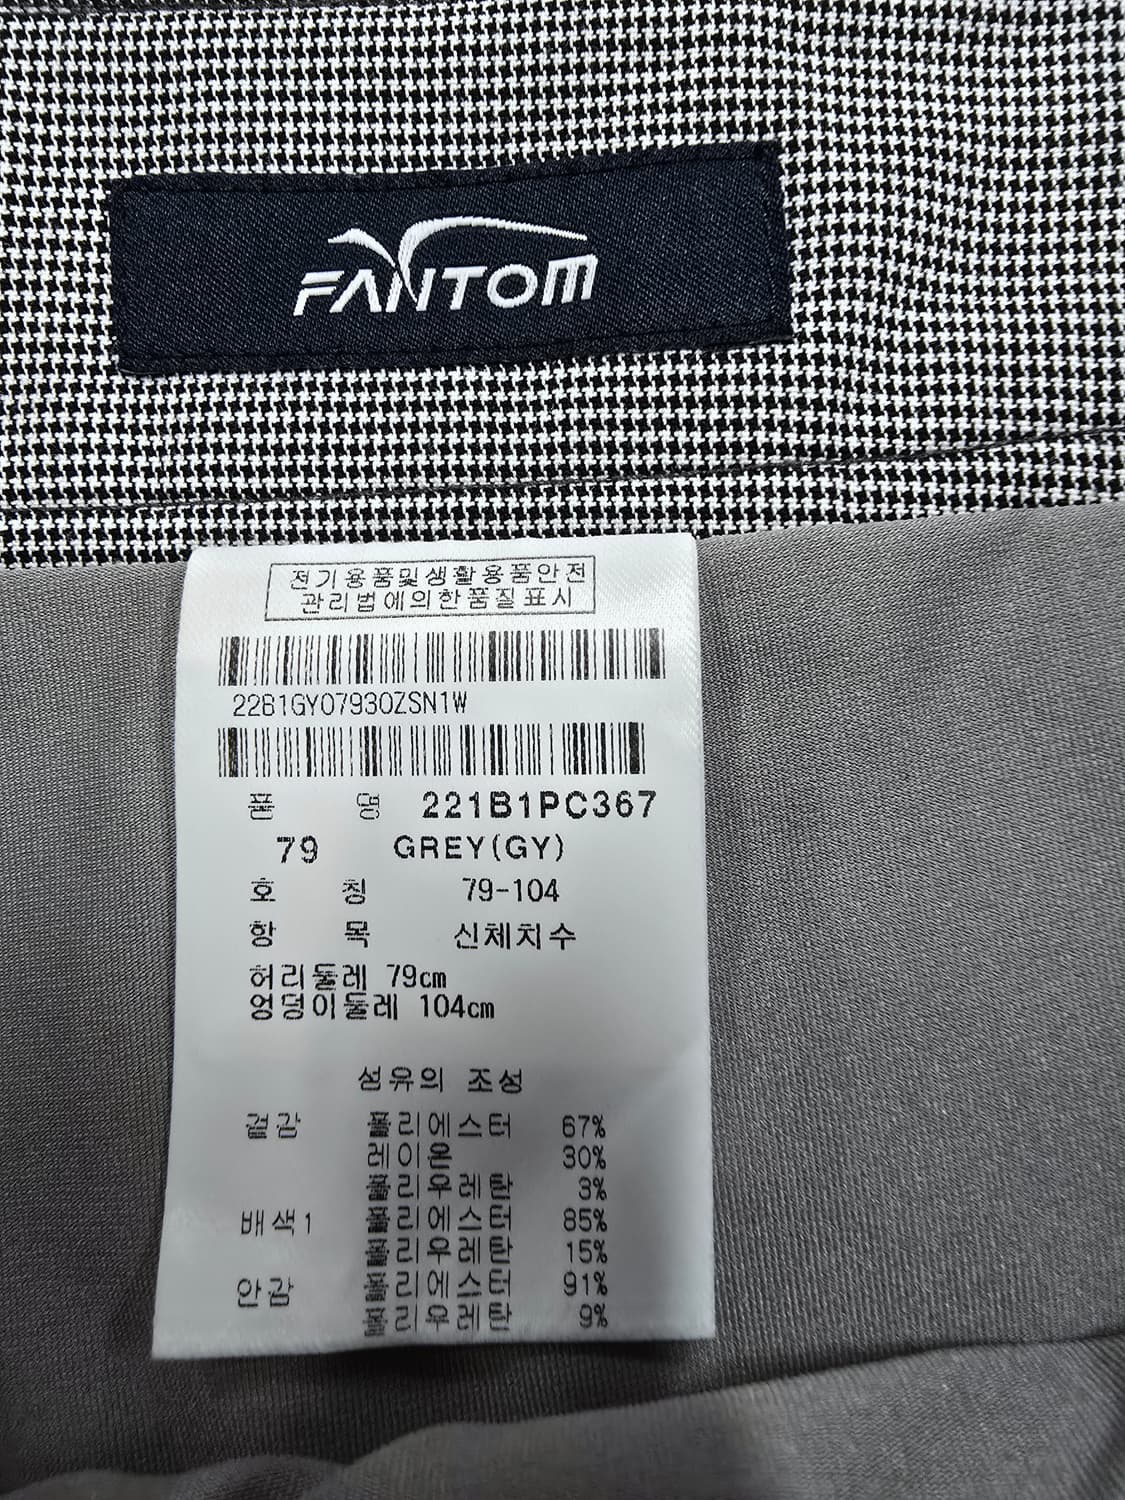 FANTOM
전기용품및생활용품안전
관리법에의한품질표시
22B1GY07930ZSN1W
품 명 221B1PC367
79 GREY(GY)
호 칭 79-104
항 목 신체치수
허리둘레 79cm
엉덩이둘레 104cm
섬유의 조성
겉감 폴리에스터 67%
레이온 30%
폴리우레탄 3%
배색1 폴리에스터 85%
폴리우레탄 15%
안감 폴리에스터 91%
폴리우레탄 9%